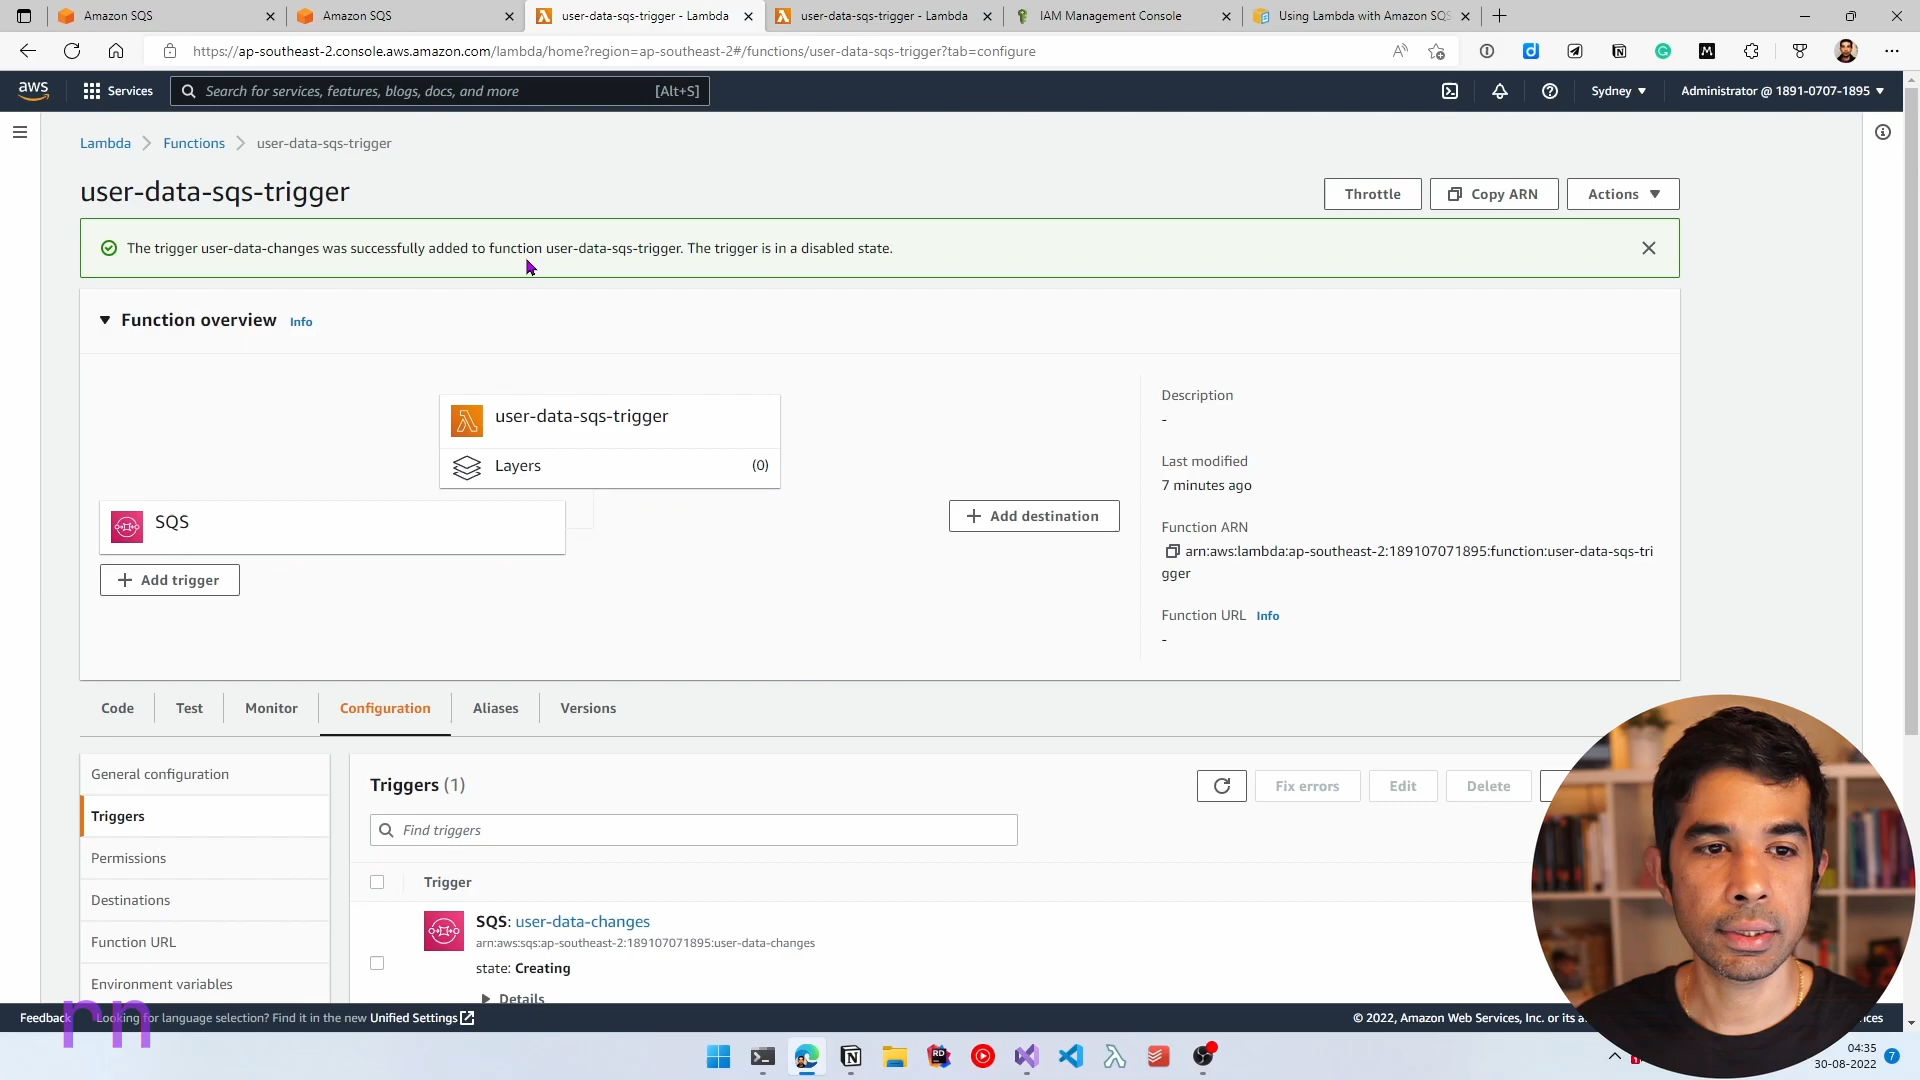 Amazon SQS
Amazon SQS
user-data-sqs-trigger - Lambda
user-data-sqs-trigger - Lambda
IAM Management Console
Using Lambda with Amazon SQS
https://ap-southeast-2.console.aws.amazon.com/lambda/home?region=ap-southeast-2#/functions/user-data-sqs-trigger?tab=configure
aws
Services
Search for services, features, blogs, docs, and more
[Alt+S]
Sydney
Administrator @ 1891-0707-1895
Lambda
Functions
user-data-sqs-trigger
user-data-sqs-trigger
Throttle
Copy ARN
Actions
The trigger user-data-changes was successfully added to function user-data-sqs-trigger. The trigger is in a disabled state.
Function overview
Info
user-data-sqs-trigger
Layers
(0)
SQS
Add trigger
Add destination
Description
-
Last modified
7 minutes ago
Function ARN
arn:aws:lambda:ap-southeast-2:189107071895:function:user-data-sqs-tri
gger
Function URL Info
-
Code
Test
Monitor
Configuration
Aliases
Versions
General configuration
Triggers
Permissions
Destinations
Function URL
Environment variables
Triggers (1)
Fix errors
Edit
Delete
Find triggers
Trigger
SQS: user-data-changes
arn:aws:sqs:ap-southeast-2:189107071895:user-data-changes
state: Creating
Details
Feedback
Looking for language selection? Find it in the new Unified Settings
© 2022, Amazon Web Services, Inc. or its
rn
04:35
30-08-2022
7